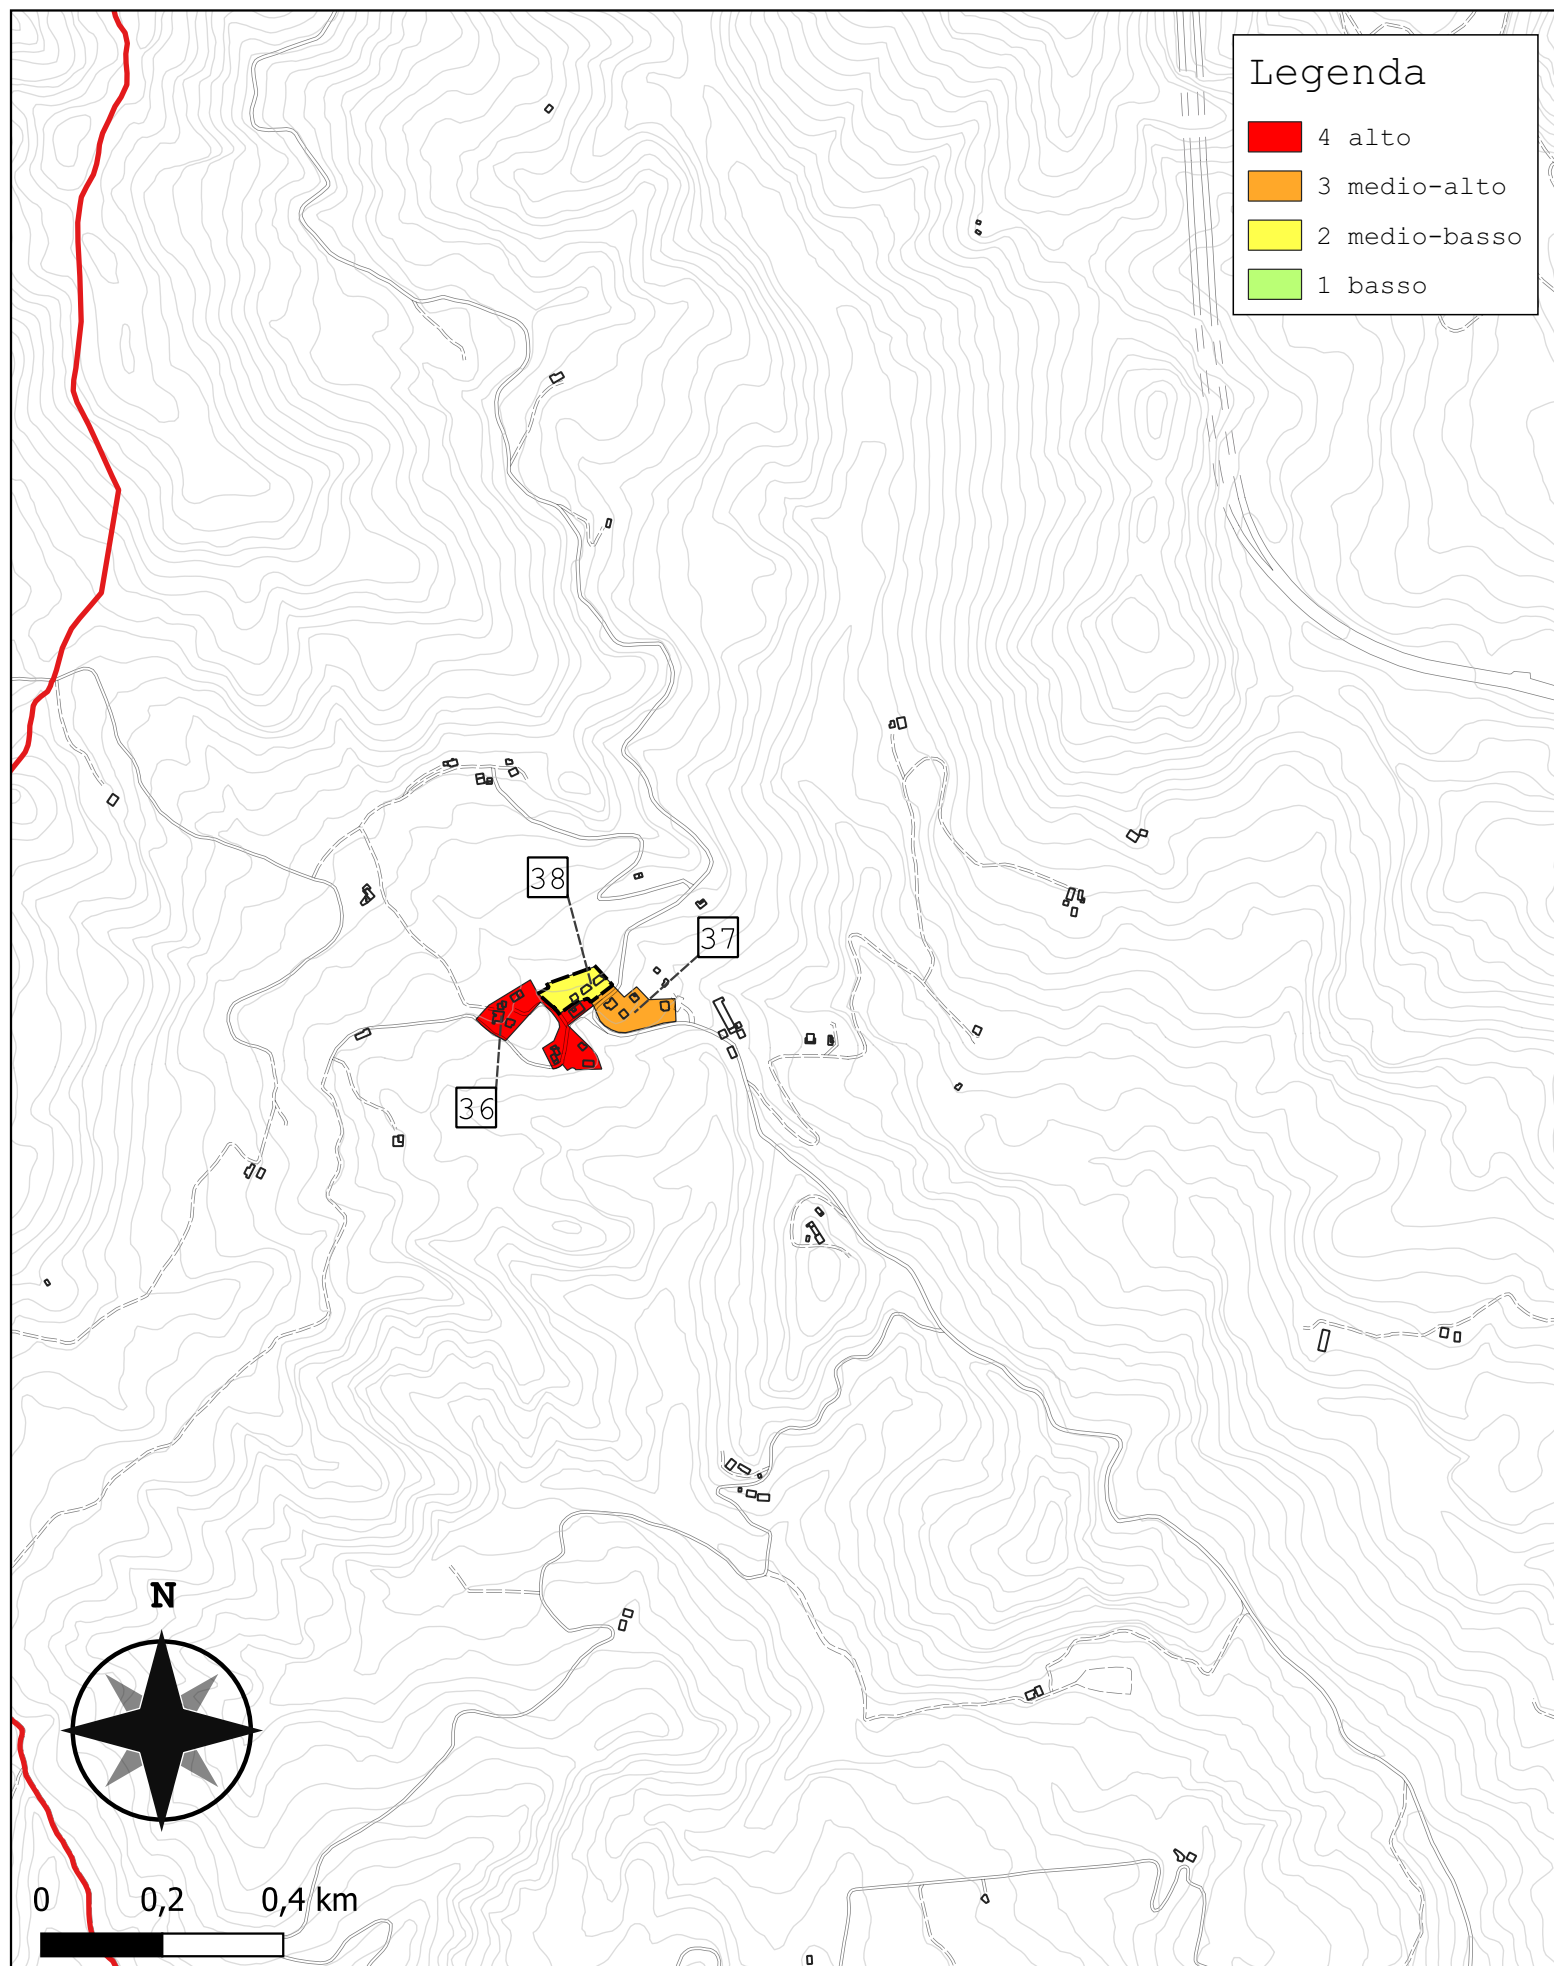 Legenda
4 alto
3 medio-alto
2 medio-basso
1 basso
38
37
36
N
0 0,2 0,4 km